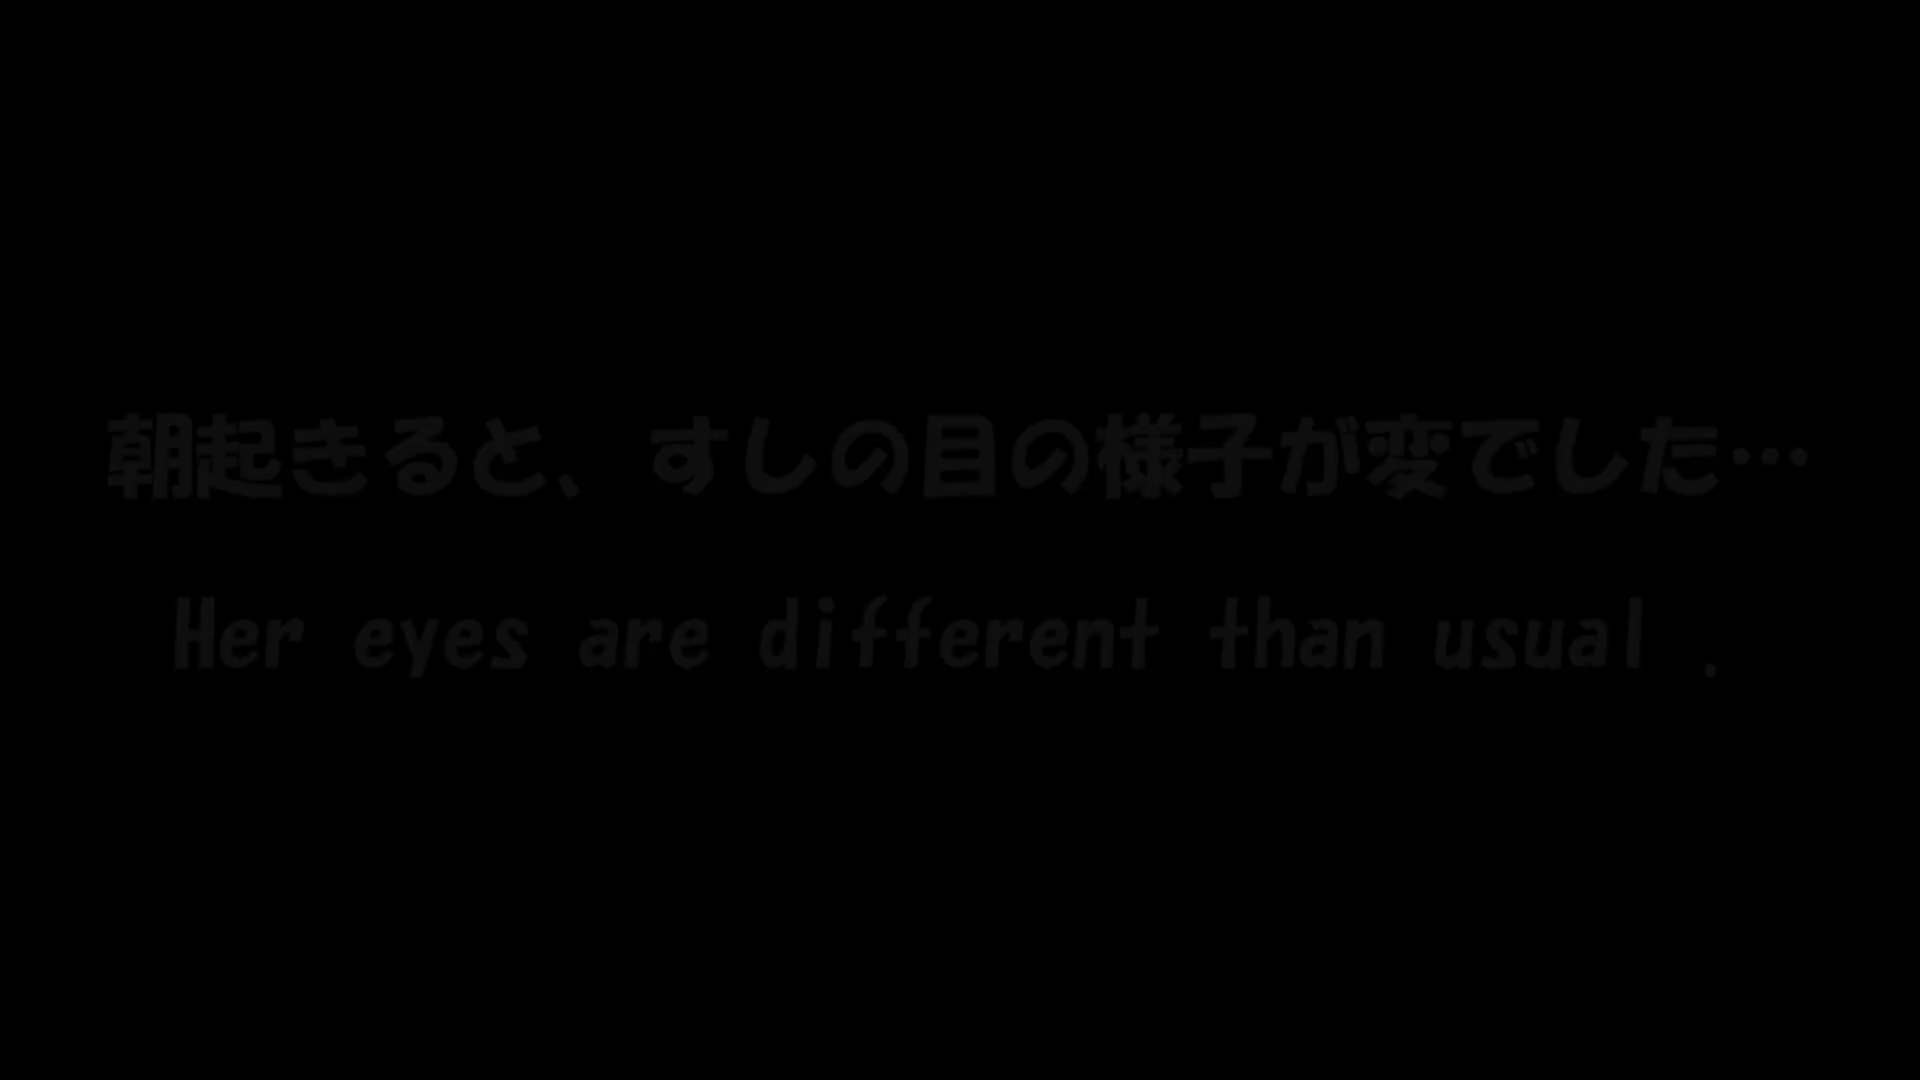 朝起きると、すしの目の様子が変でした…
Her eyes are different than usual .